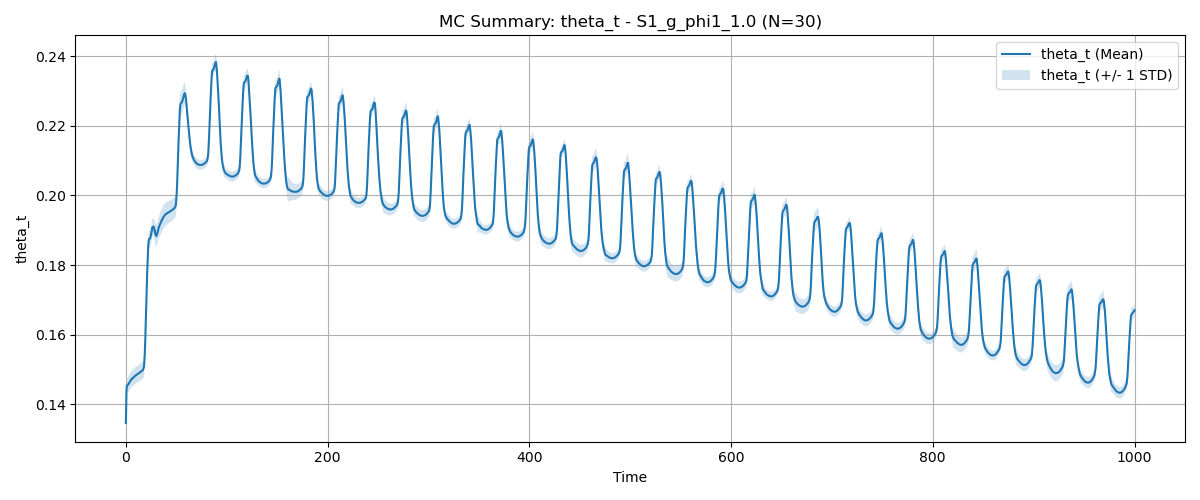 MC Summary: theta_t - S1_g_phi1_1.0 (N=30)
theta_t (Mean)
theta_t (+/- 1 STD)
theta_t
0.24
0.22
0.20
0.18
0.16
0.14
0 200 400 600 800 1000
Time